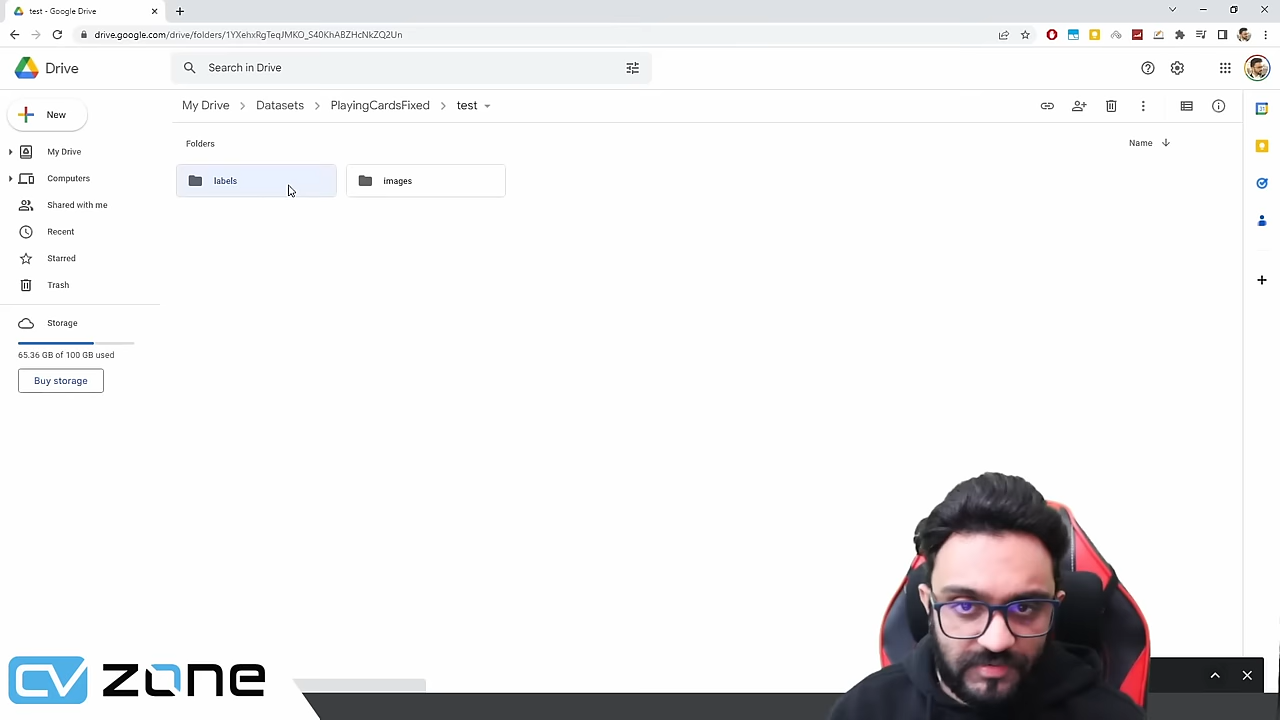 test - Google Drive
drive.google.com/drive/folders/1YXehxRgTeqJMKO_S40KhABZHcNkZQ2Un
Drive
Search in Drive
New
My Drive
Computers
Shared with me
Recent
Starred
Trash
Storage
65.36 GB of 100 GB used
Buy storage
My Drive > Datasets > PlayingCardsFixed > test
Folders
Name
labels
images
CV ZONE